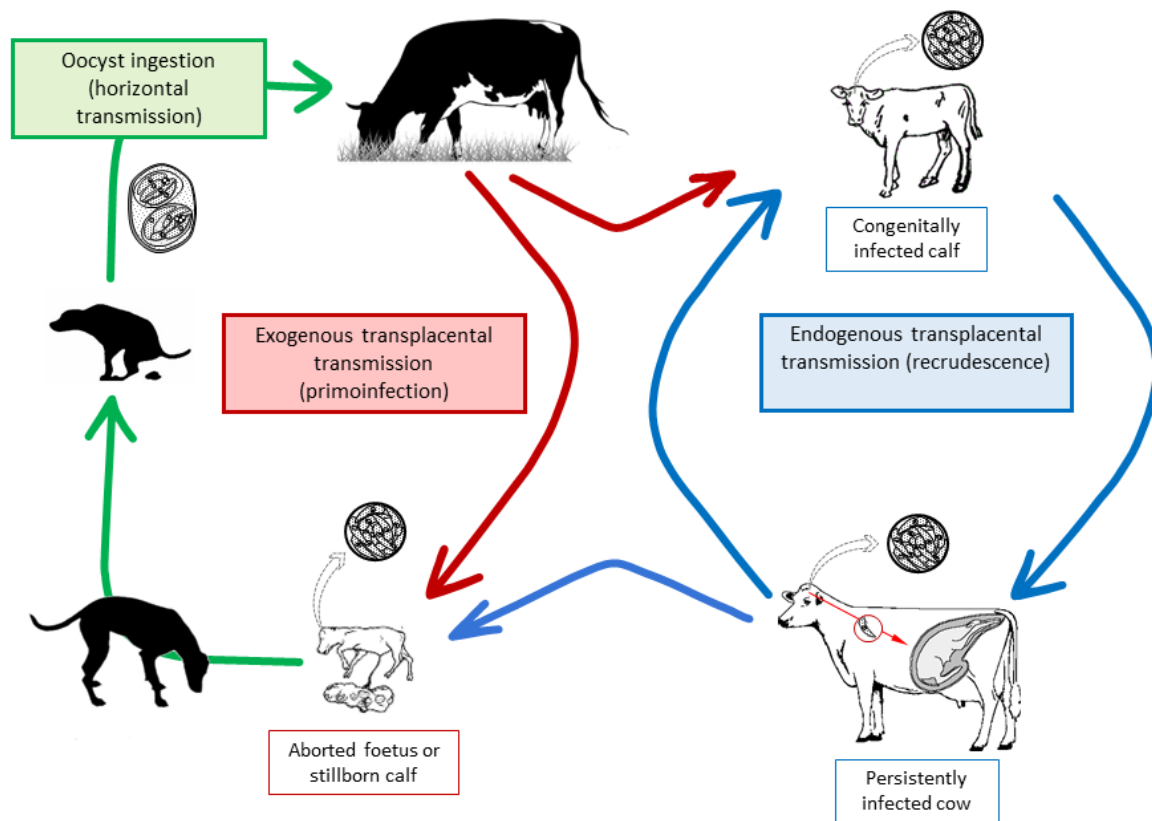 Oocyst ingestion
(horizontal
transmission)
Congenitally
infected calf
Exogenous transplacental
transmission
(primoinfection)
Endogenous transplacental
transmission (recrudescence)
Aborted foetus or
stillborn calf
Persistently
infected cow